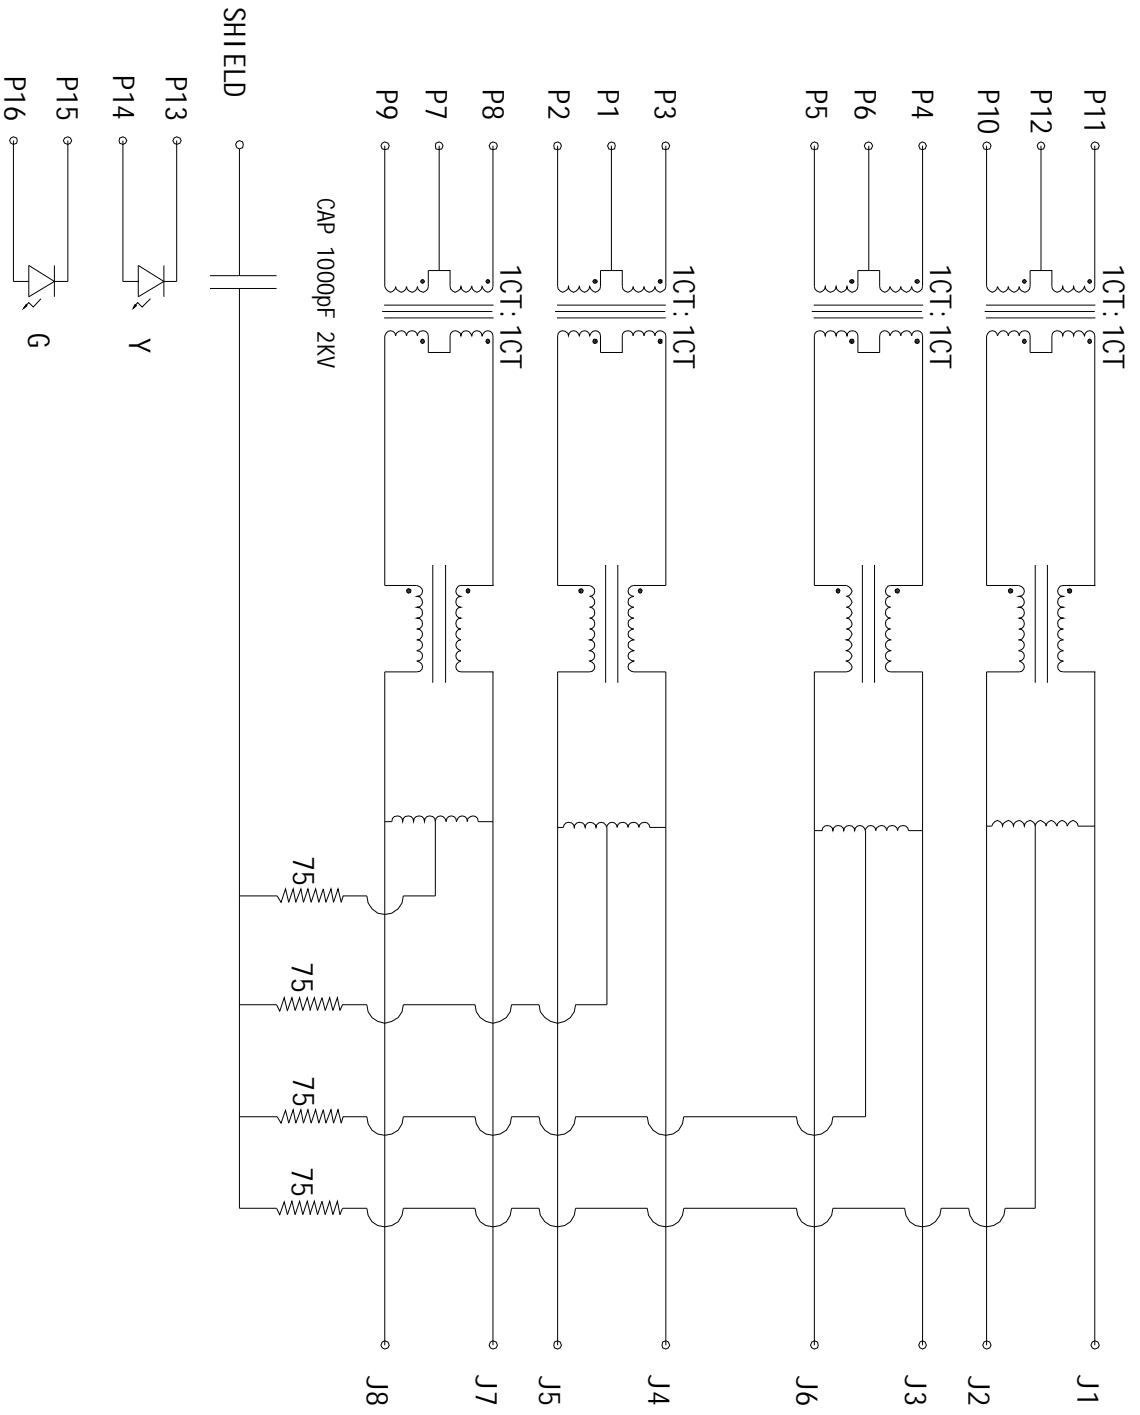 P11
1CT:1CT
J1
P12
P10
J2
P4
1CT:1CT
J3
P6
P5
J6
P3
1CT:1CT
J4
P1
P2
J5
P8
1CT:1CT
J7
P7
P9
J8
CAP 1000pF 2KV
75
75
75
75
SHIELD
P13
Y
P14
P15
G
P16